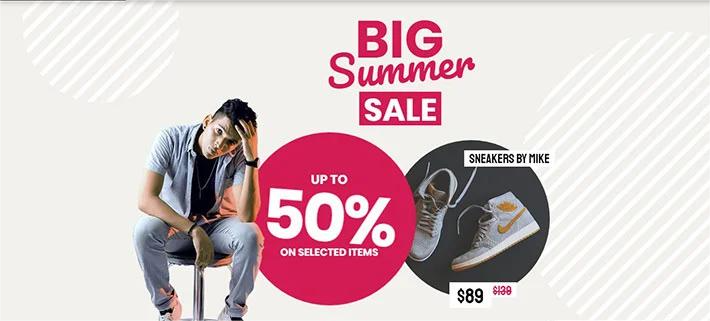 BIG
Summer
SALE
UP TO
50%
ON SELECTED ITEMS
SNEAKERS BY MIKE
$89 $139